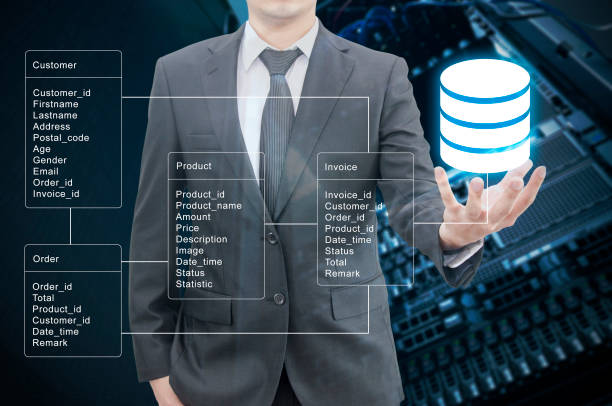 Customer
Customer_id
Firstname
Lastname
Address
Postal_code
Age
Gender
Email
Order_id
Invoice_id
Product
Product_id
Product_name
Amount
Price
Description
Image
Date_time
Status
Statistic
Invoice
Invoice_id
Customer_id
Order_id
Product_id
Date_time
Status
Total
Remark
Order
Order_id
Total
Product_id
Customer_id
Date_time
Remark